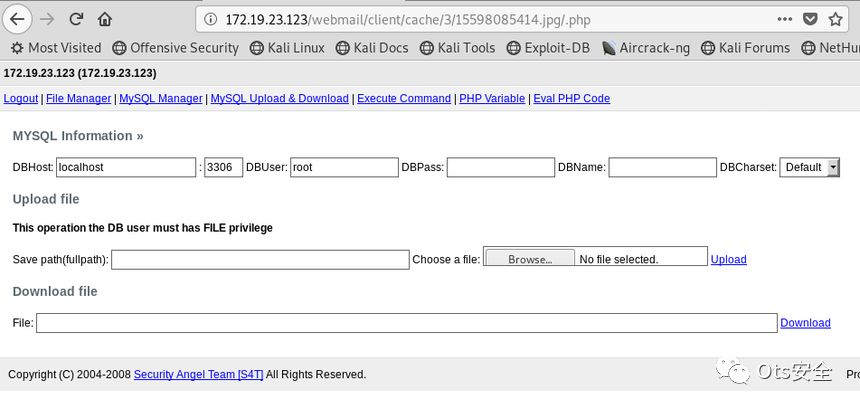 172.19.23.123/webmail/client/cache/3/15598085414.jpg/.php
Most Visited Offensive Security Kali Linux Kali Docs Kali Tools Exploit-DB Aircrack-ng Kali Forums NetHun
172.19.23.123 (172.19.23.123)
Logout | File Manager | MySQL Manager | MySQL Upload & Download | Execute Command | PHP Variable | Eval PHP Code
MYSQL Information »
DBHost: localhost : 3306 DBUser: root DBPass: DBName: DBCharset: Default
Upload file
This operation the DB user must has FILE privilege
Save path(fullpath): Choose a file: Browse... No file selected. Upload
Download file
File: Download
Copyright (C) 2004-2008 Security Angel Team [S4T] All Rights Reserved. Pro
Ots安全